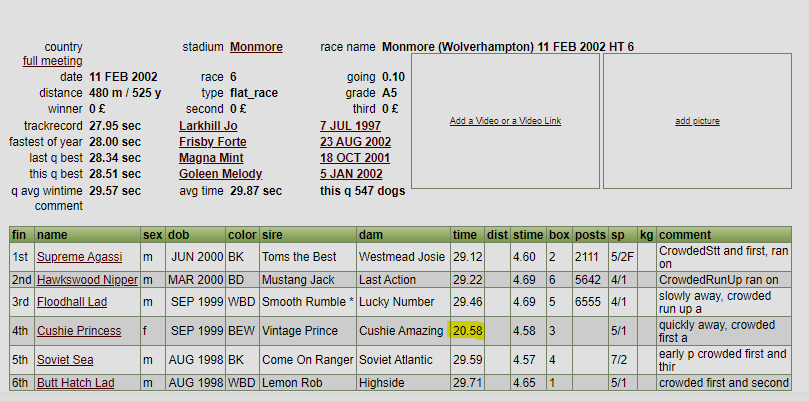 country stadium Monmore race name Monmore (Wolverhampton) 11 FEB 2002 HT 6
full meeting
date 11 FEB 2002 race 6 going 0.10
distance 480 m / 525 y type flat_race grade A5
winner 0 £ second 0 £ third 0 £
trackrecord 27.95 sec Larkhill Jo 7 JUL 1997
fastest of year 28.00 sec Frisby Forte 23 AUG 2002
last q best 28.34 sec Magna Mint 18 OCT 2001
this q best 28.51 sec Goleen Melody 5 JAN 2002
q avg wintime 29.57 sec avg time 29.87 sec this q 547 dogs
comment
Add a Video or a Video Link
add picture
fin name sex dob color sire dam time dist stime box posts sp kg comment
1st Supreme Agassi m JUN 2000 BK Toms the Best Westmead Josie 29.12 4.60 2 2111 5/2F CrowdedStt and first, ran
on
2nd Hawkswood Nipper m MAR 2000 BD Mustang Jack Last Action 29.22 4.69 6 5642 4/1 CrowdedRunUp ran on
3rd Floodhall Lad m SEP 1999 WBD Smooth Rumble * Lucky Number 29.46 4.69 5 6555 4/1 slowly away, crowded
run up a
4th Cushie Princess f SEP 1999 BEW Vintage Prince Cushie Amazing 20.58 4.58 3 5/1 quickly away, crowded
first a
5th Soviet Sea m AUG 1998 BK Come On Ranger Soviet Atlantic 29.59 4.57 4 7/2 early p crowded first and
thir
6th Butt Hatch Lad m AUG 1998 WBD Lemon Rob Highside 29.71 4.65 1 5/1 crowded first and second